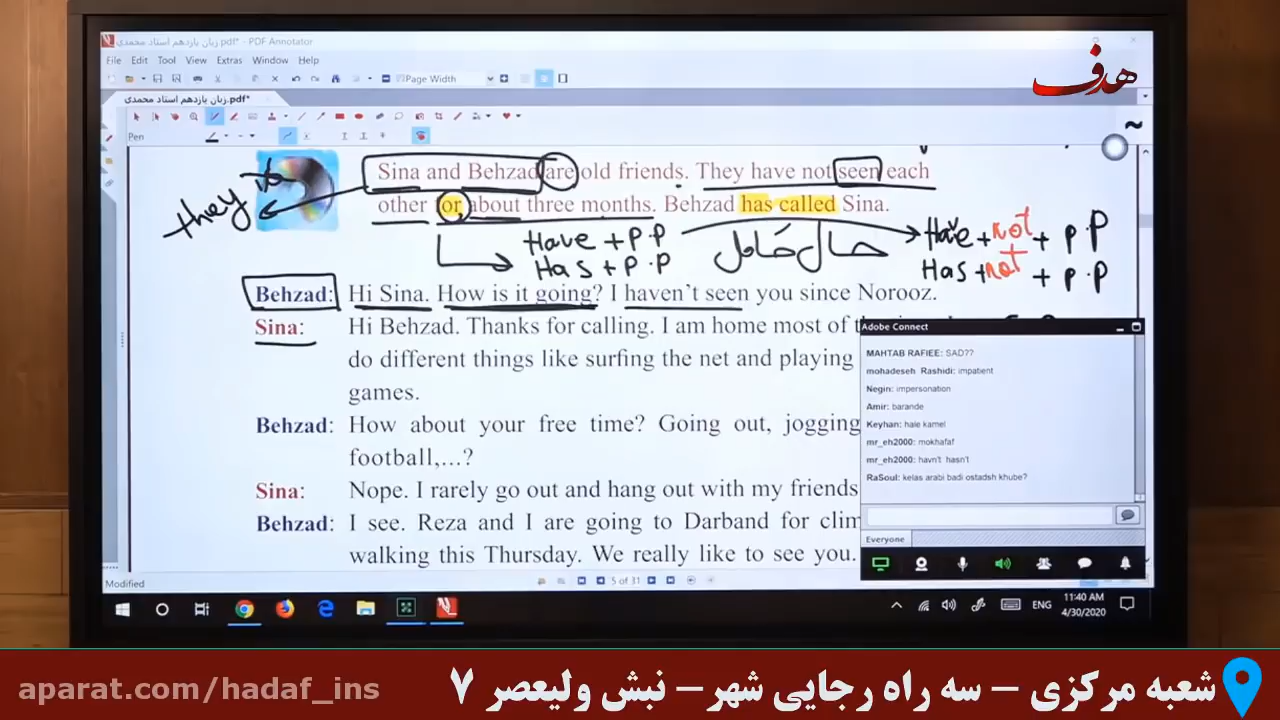 زبان یازدهم استاد محمدی.pdf* - PDF Annotator
هدف
File Edit Tool View Extras Window Help
Page Width
زبان یازدهم استاد محمدی.pdf*
Pen
Sina and Behzad are old friends. They have not seen each
other for about three months. Behzad has called Sina.
they
Have + P.P
Has + P.P
حال کامل
Have + not + P.P
Has + not + P.P
Behzad: Hi Sina. How is it going? I haven't seen you since Norooz.
Sina: Hi Behzad. Thanks for calling. I am home most of
do different things like surfing the net and playing
games.
Behzad: How about your free time? Going out, jogging
football,...?
Sina: Nope. I rarely go out and hang out with my friends
Behzad: I see. Reza and I are going to Darband for
walking this Thursday. We really like to see you.
Adobe Connect
MAHTAB RAFIEE: SAD??
mohadeseh Rashidi: impatient
Negin: impersonation
Amir: barande
Keyhan: hale kamel
mr_eh2000: mokhafaf
mr_eh2000: havn't hasn't
RaSoul: kelas arabi badi ostadsh khube?
Everyone
Modified
5 of 31
ENG
11:40 AM
4/30/2020
aparat.com/hadaf_ins
شعبه مرکزی – سه راه رجایی شهر – نبش ولیعصر ۷